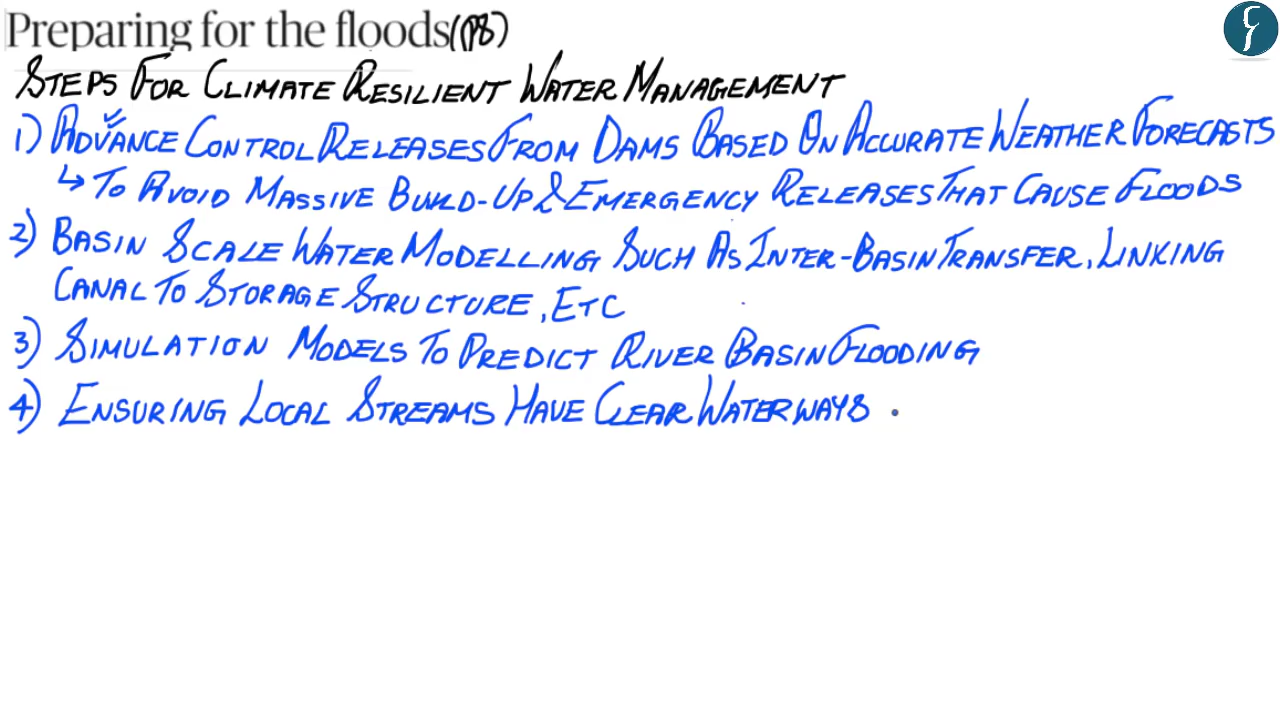 Preparing for the floods(P8)
STEPS FOR CLIMATE RESILIENT WATER MANAGEMENT
1) ADVANCE CONTROL RELEASES FROM DAMS BASED ON ACCURATE WEATHER FORECASTS
↳ TO AVOID MASSIVE BUILD-UP & EMERGENCY RELEASES THAT CAUSE FLOODS
2) BASIN SCALE WATER MODELLING SUCH AS INTER-BASIN TRANSFER, LINKING
CANAL TO STORAGE STRUCTURE, ETC
3) SIMULATION MODELS TO PREDICT RIVER BASIN FLOODING
4) ENSURING LOCAL STREAMS HAVE CLEAR WATERWAYS